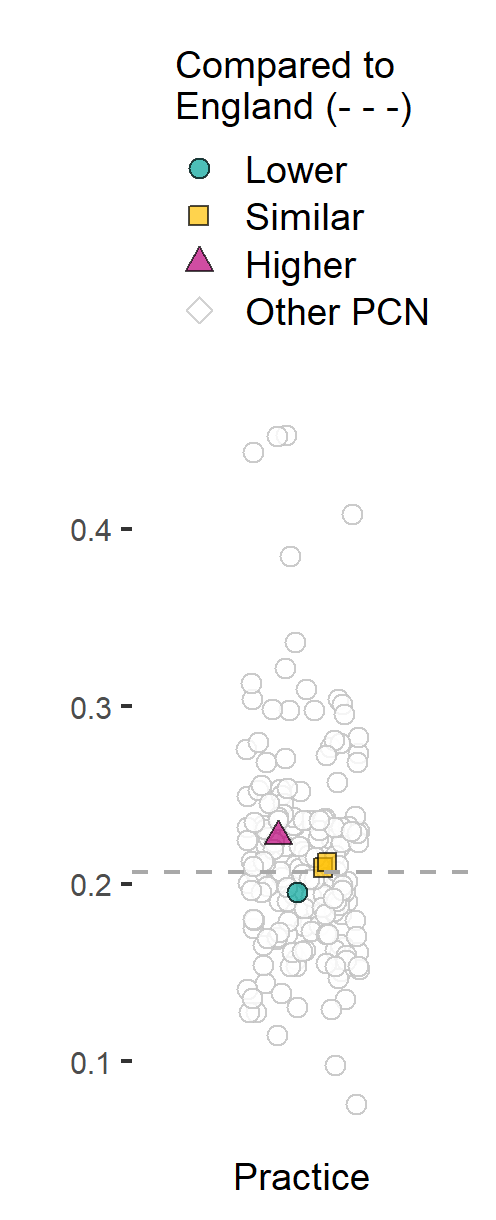 Compared to
England (- - -)
Lower
Similar
Higher
Other PCN
0.4
0.3
0.2
0.1
Practice